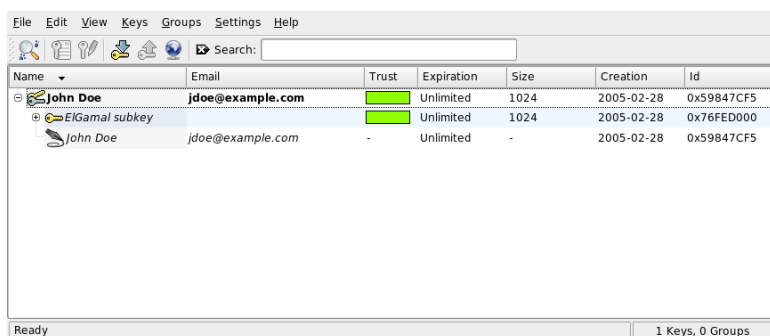 File Edit View Keys Groups Settings Help
Search:
Name Email Trust Expiration Size Creation Id
John Doe jdoe@example.com Unlimited 1024 2005-02-28 0x59847CF5
ElGamal subkey Unlimited 1024 2005-02-28 0x76FED000
John Doe jdoe@example.com - Unlimited - 2005-02-28 0x59847CF5
Ready 1 Keys, 0 Groups